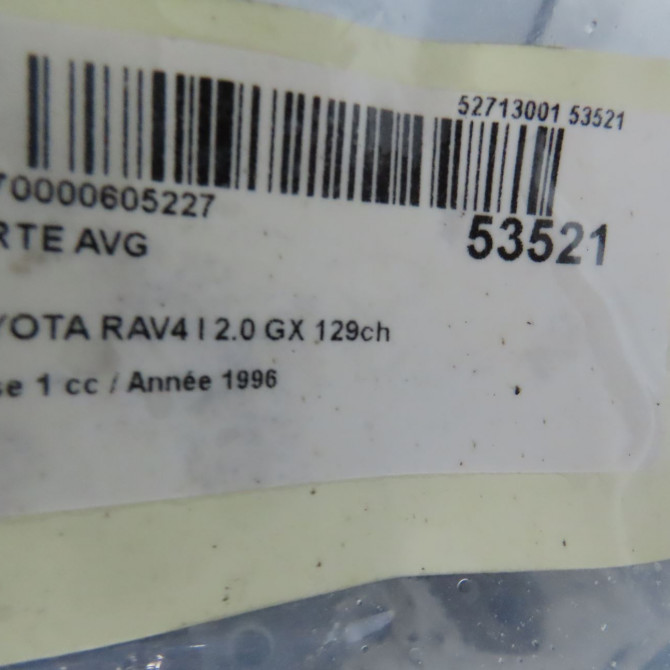 52713001 53521
70000605227
RTE AVG
53521
YOTA RAV4 I 2.0 GX 129ch
se 1 cc / Année 1996